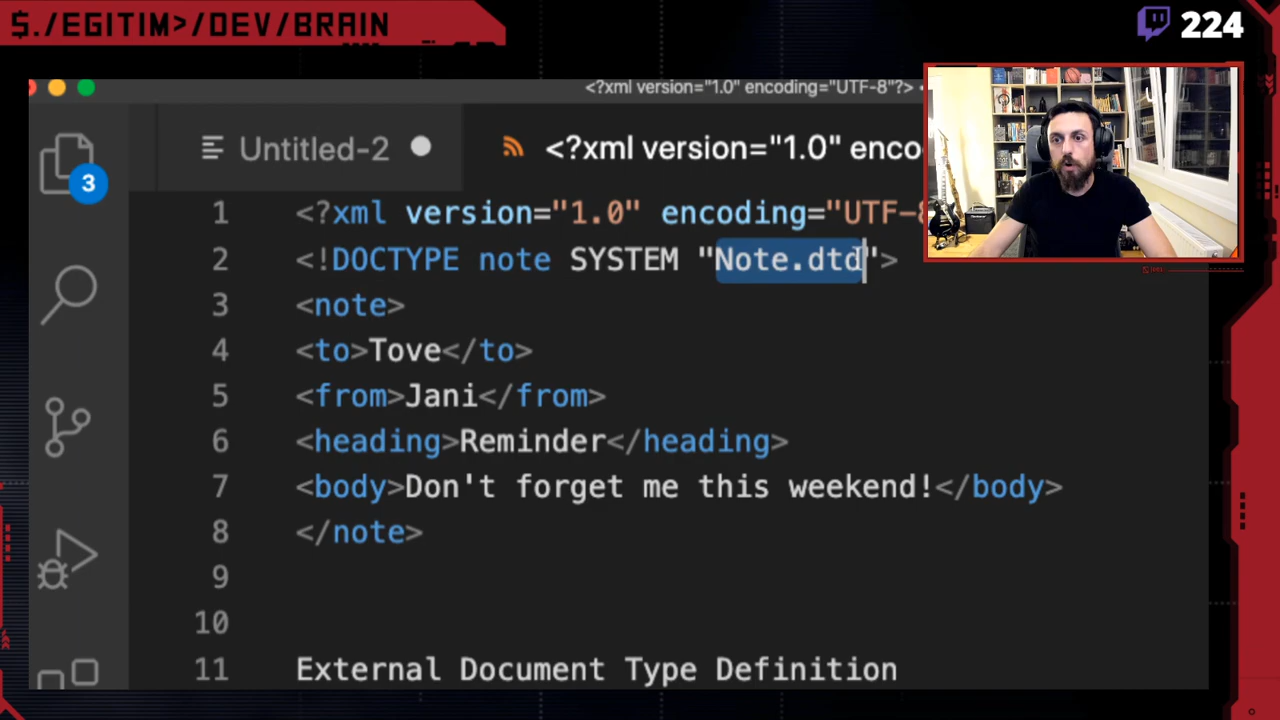 $./EGITIM>/DEV/BRAIN
224
<?xml version="1.0" encoding="UTF-8"?>
3
Untitled-2
<?xml version="1.0" enco
1 <?xml version="1.0" encoding="UTF-8
2 <!DOCTYPE note SYSTEM "Note.dtd">
3 <note>
4 <to>Tove</to>
5 <from>Jani</from>
6 <heading>Reminder</heading>
7 <body>Don't forget me this weekend!</body>
8 </note>
9
10
11 External Document Type Definition